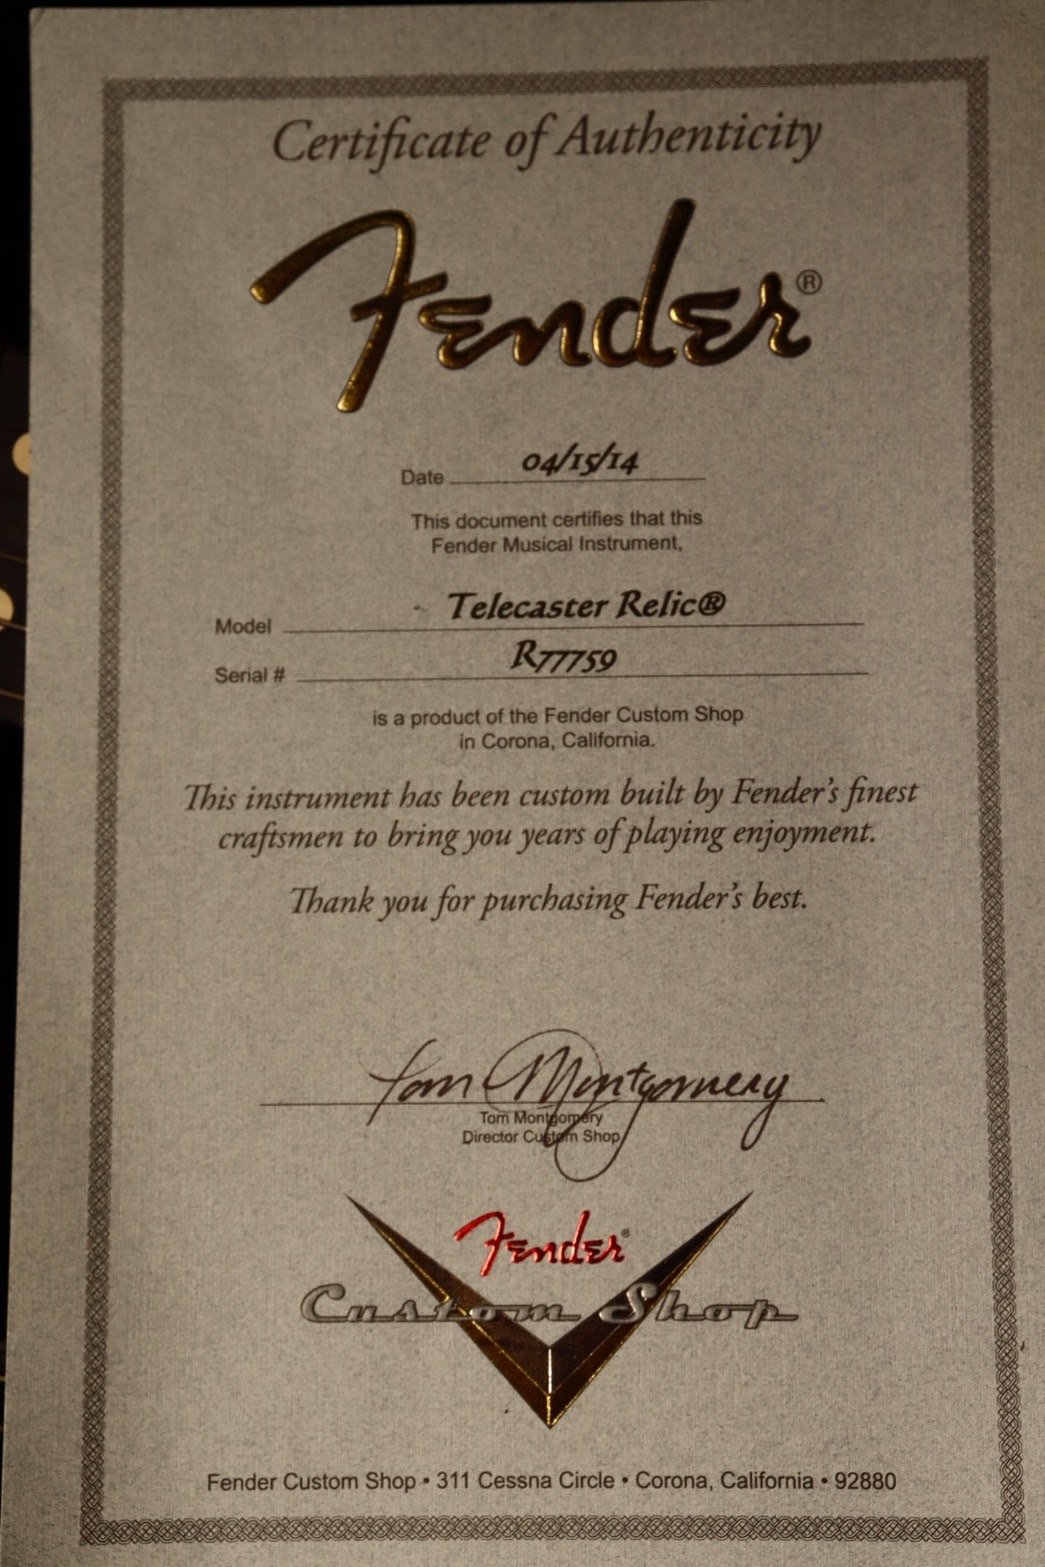 Certificate of Authenticity
Fender®
Date 04/15/14
This document certifies that this
Fender Musical Instrument,
Model Telecaster Relic®
Serial # R77759
is a product of the Fender Custom Shop
in Corona, California.
This instrument has been custom built by Fender's finest
craftsmen to bring you years of playing enjoyment.
Thank you for purchasing Fender's best.
Tom Montgomery
Tom Montgomery
Director Custom Shop
Fender®
Custom Shop
Fender Custom Shop • 311 Cessna Circle • Corona, California • 92880